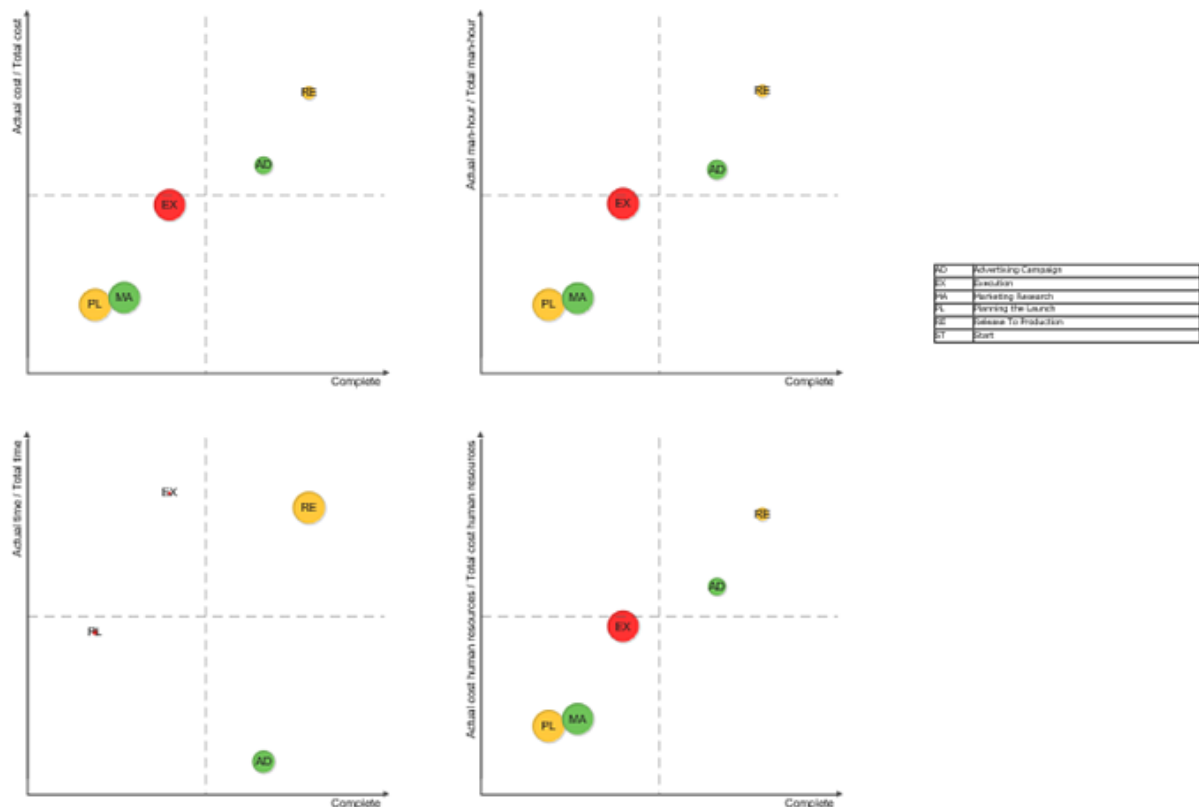 Actual cost / Total cost
RE
AD
EX
PL
MA
Complete
Actual man-hour / Total man-hour
RE
AD
EX
PL
MA
Complete
AD Advertising Campaign
EX Execution
MA Marketing Research
PL Planning the Launch
RE Release To Production
ST Start
Actual time / Total time
EX
RE
PL
AD
Complete
Actual cost human resources / Total cost human resources
RE
AD
EX
PL
MA
Complete